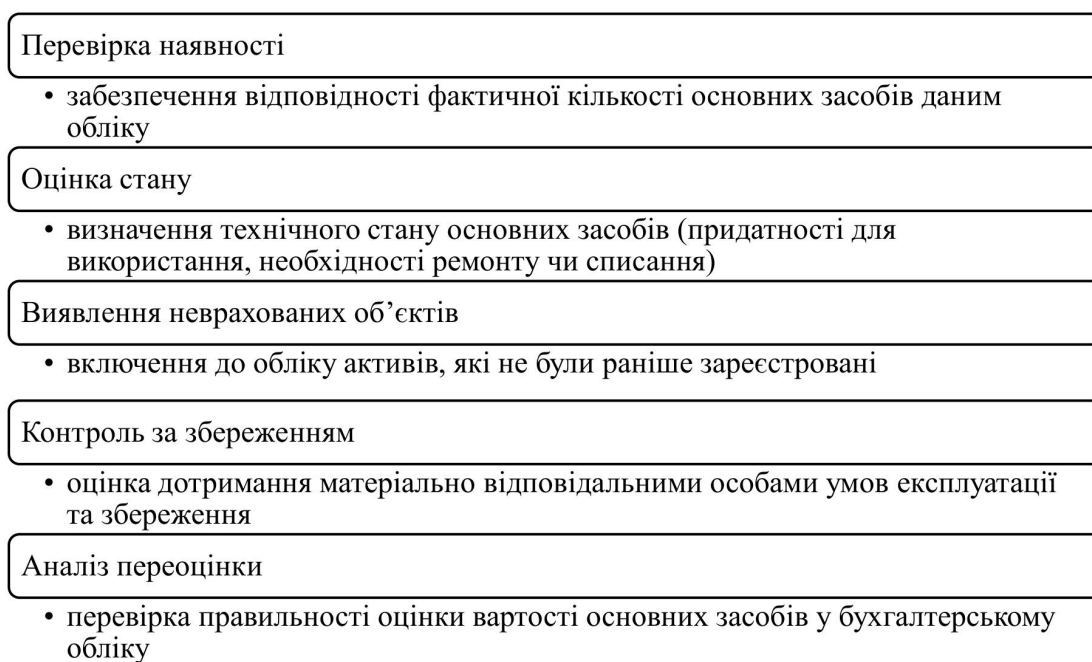 Перевірка наявності
• забезпечення відповідності фактичної кількості основних засобів даним
обліку
Оцінка стану
• визначення технічного стану основних засобів (придатності для
використання, необхідності ремонту чи списання)
Виявлення неврахованих об’єктів
• включення до обліку активів, які не були раніше зареєстровані
Контроль за збереженням
• оцінка дотримання матеріально відповідальними особами умов експлуатації
та збереження
Аналіз переоцінки
• перевірка правильності оцінки вартості основних засобів у бухгалтерському
обліку